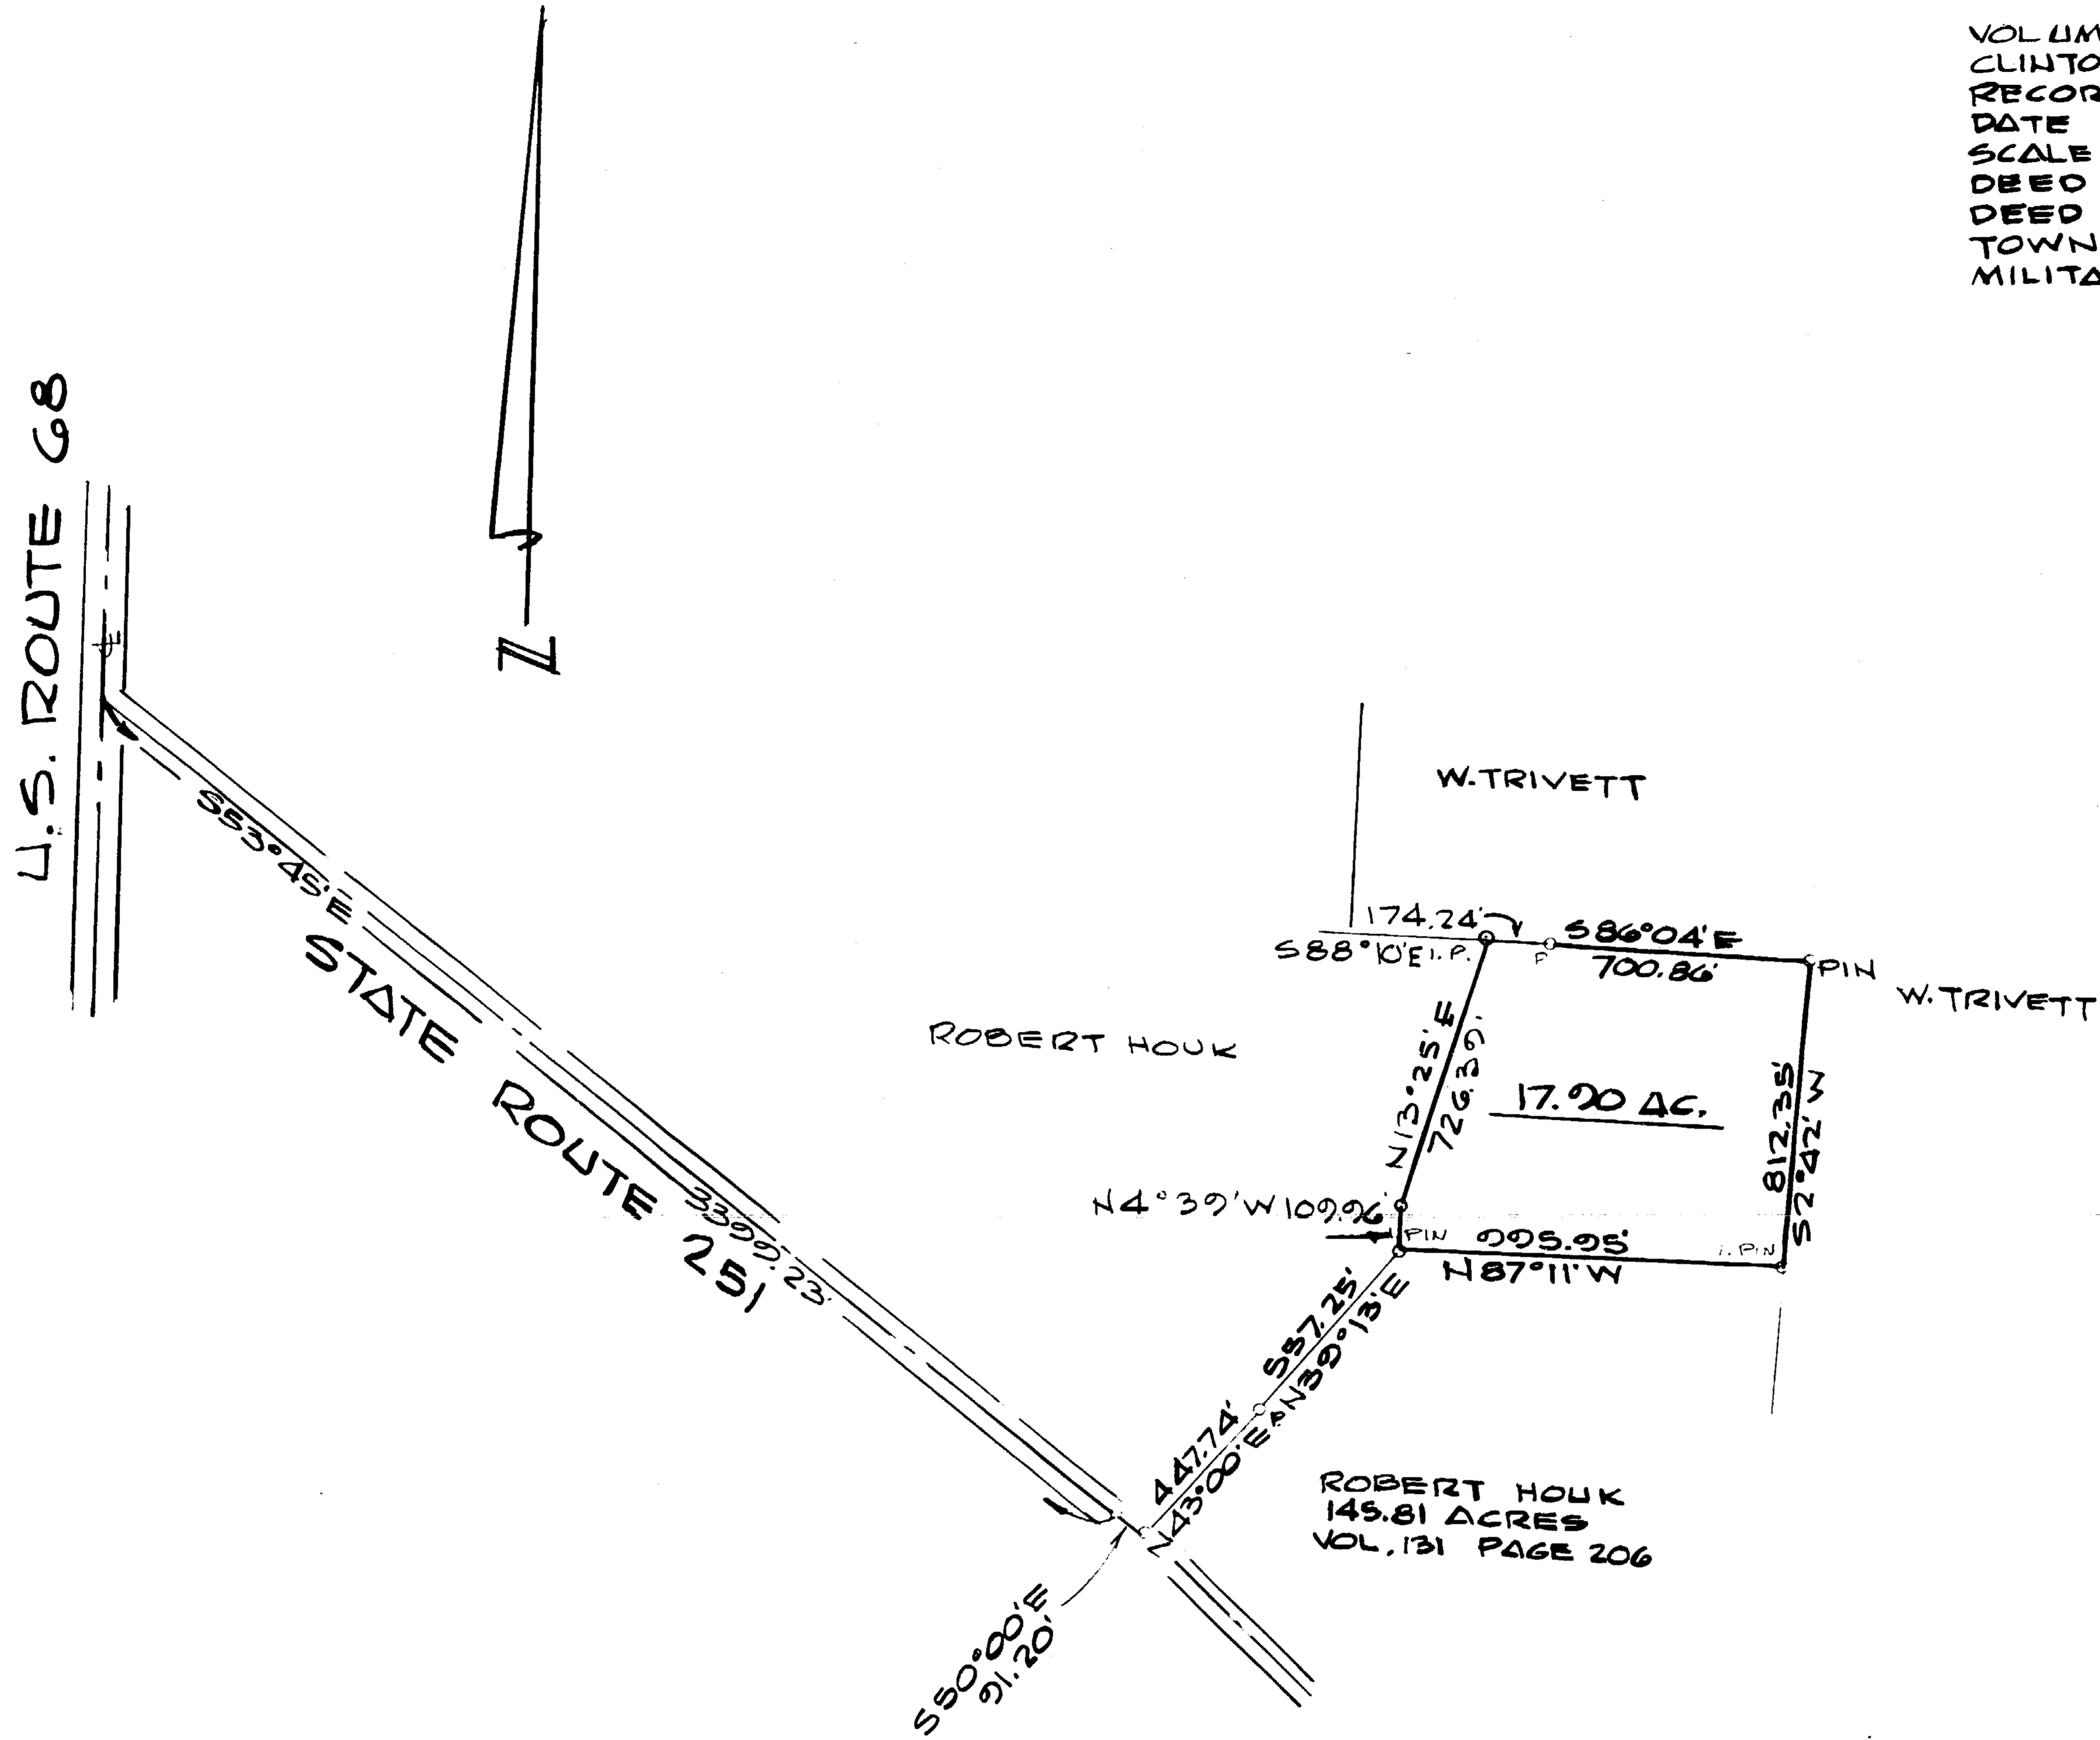 VOLUM
CLINTO
RECOR
DATE
SCALE
DEED
DEED
TOWN
MILITA
U.S. ROUTE 68
N
S53°45'E
STATE ROUTE 251
3399.23'
W. TRIVETT
174.24'
S88°10'E I.P.
P
S86°04'E
700.86'
PIN
W. TRIVETT
ROBERT HOUK
N13°25'E
726.39'
17.90 AC.
812.35'
S2°42'W
N4°39'W 109.96'
PIN
995.95'
I. PIN
N87°11'W
537.25'
N39°13'E
P.
447.74'
N43°00'E
ROBERT HOUK
145.81 ACRES
VOL. 131 PAGE 206
S50°00'E
91.20'